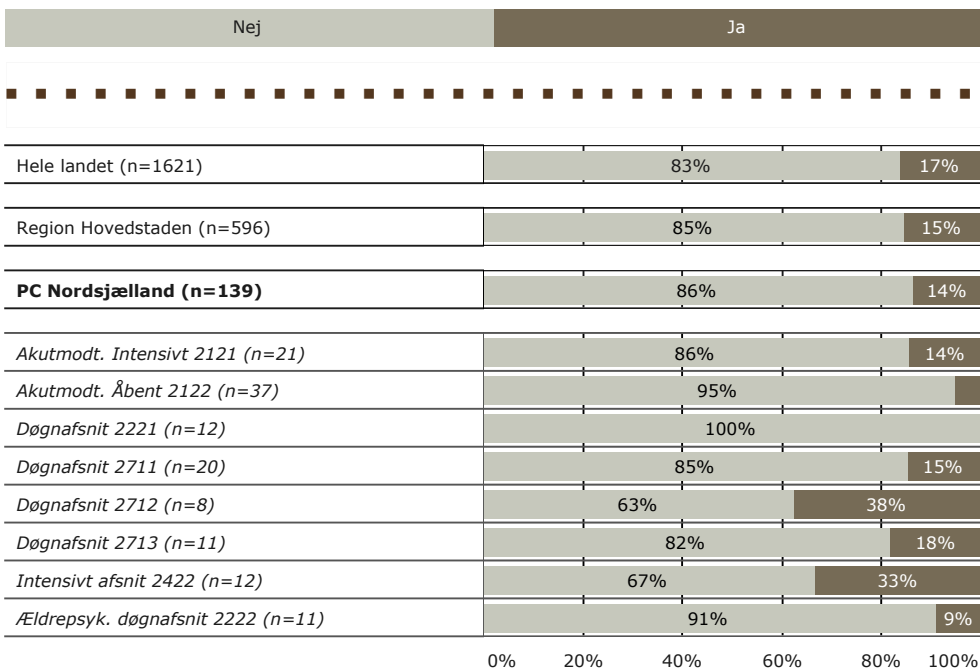 Nej Ja
Hele landet (n=1621) 83% 17%
Region Hovedstaden (n=596) 85% 15%
PC Nordsjælland (n=139) 86% 14%
Akutmodt. Intensivt 2121 (n=21) 86% 14%
Akutmodt. Åbent 2122 (n=37) 95%
Døgnafsnit 2221 (n=12) 100%
Døgnafsnit 2711 (n=20) 85% 15%
Døgnafsnit 2712 (n=8) 63% 38%
Døgnafsnit 2713 (n=11) 82% 18%
Intensivt afsnit 2422 (n=12) 67% 33%
Ældrepsyk. døgnafsnit 2222 (n=11) 91% 9%
0% 20% 40% 60% 80% 100%